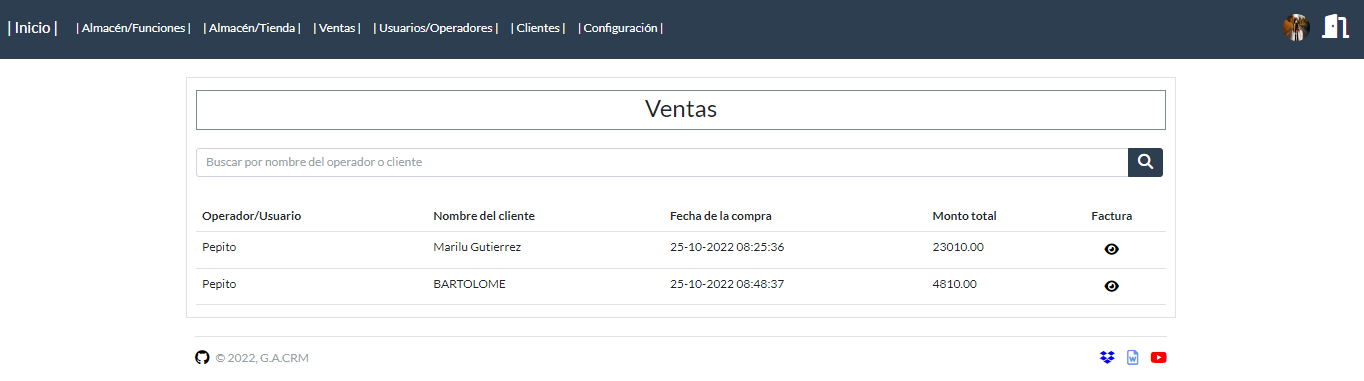 | Inicio | | Almacén/Funciones | | Almacén/Tienda | | Ventas | | Usuarios/Operadores | | Clientes | | Configuración |
Ventas
Buscar por nombre del operador o cliente
Operador/Usuario Nombre del cliente Fecha de la compra Monto total Factura
Pepito Marilu Gutierrez 25-10-2022 08:25:36 23010.00
Pepito BARTOLOME 25-10-2022 08:48:37 4810.00
© 2022, G.A.CRM